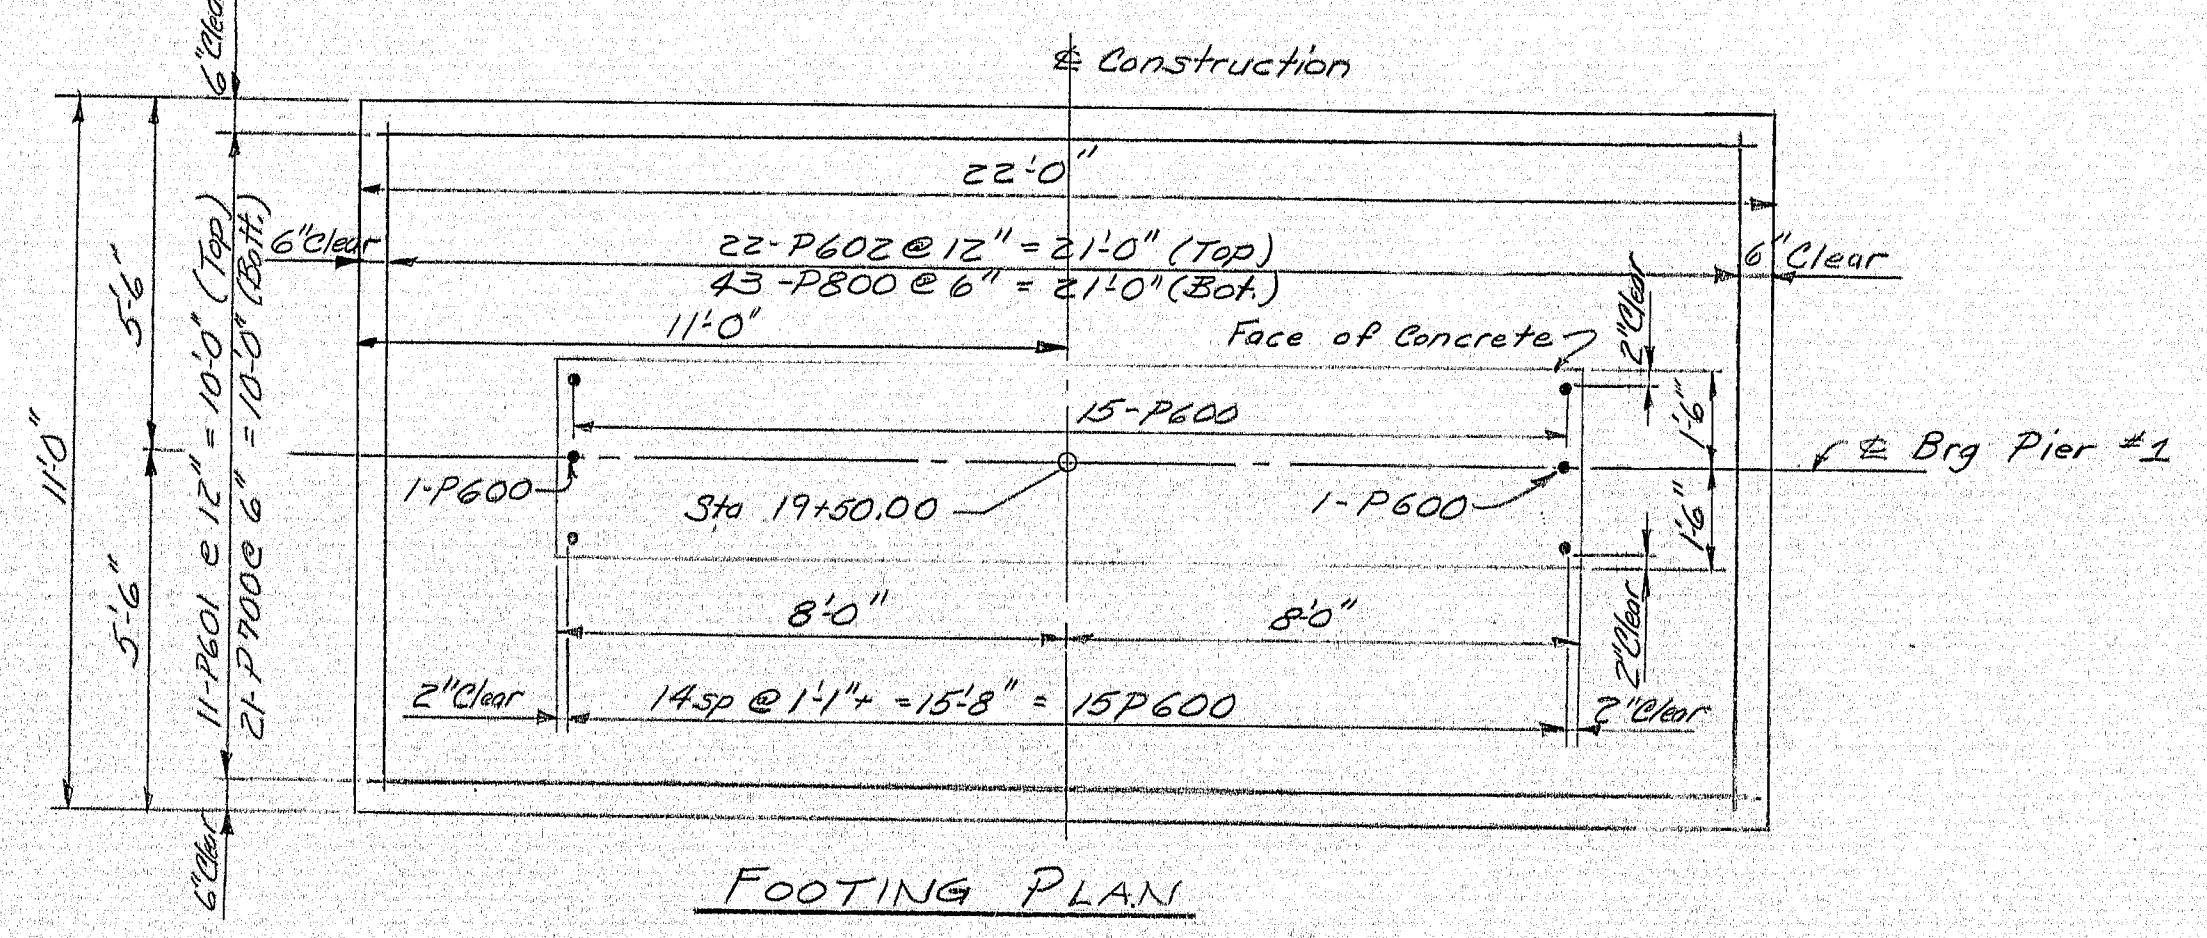 6" Clear
℄ Construction
22'-0"
6" Clear
22-P602 @ 12" = 21'-0" (Top)
43-P800 @ 6" = 21'-0" (Bot.)
6" Clear
11'-0"
Face of Concrete
2" Clear
5'-6"
11-P601 @ 12" = 10'-0" (Top)
21-P700 @ 6" = 10'-0" (Bott.)
11'-0"
15-P600
1'-6"
℄ Brg Pier #1
1-P600
Sta 19+50.00
1-P600
1'-6"
5'-6"
8'-0"
8'-0"
2" Clear
2" Clear
14 sp @ 1'-1"+ = 15'-8" = 15P600
2" Clear
6" Clear
FOOTING PLAN